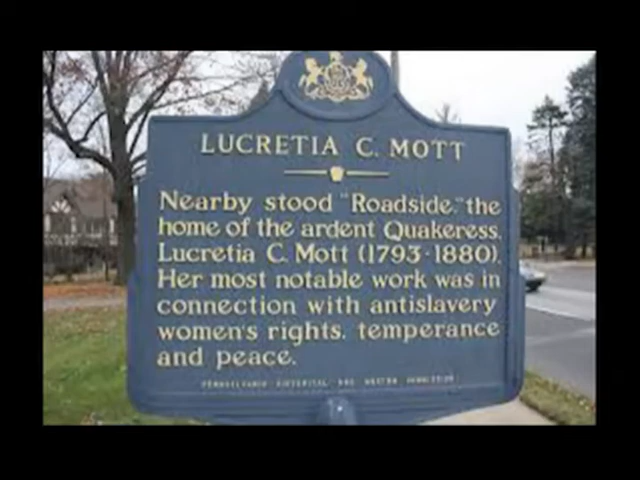 LUCRETIA C. MOTT
Nearby stood "Roadside," the
home of the ardent Quakeress,
Lucretia C. Mott (1793-1880).
Her most notable work was in
connection with antislavery
women's rights, temperance
and peace.
PENNSYLVANIA HISTORICAL AND MUSEUM COMMISSION